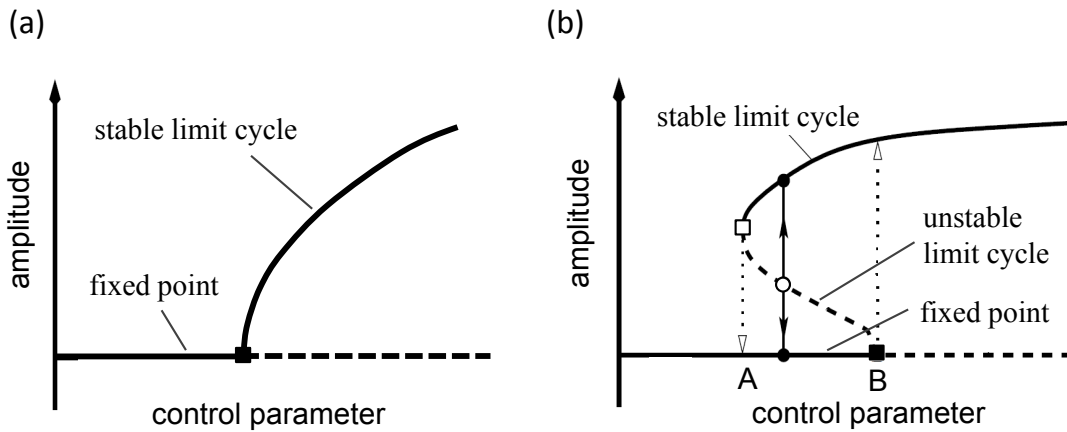 (a)
amplitude
stable limit cycle
fixed point
control parameter
(b)
amplitude
stable limit cycle
unstable
limit cycle
fixed point
A
B
control parameter